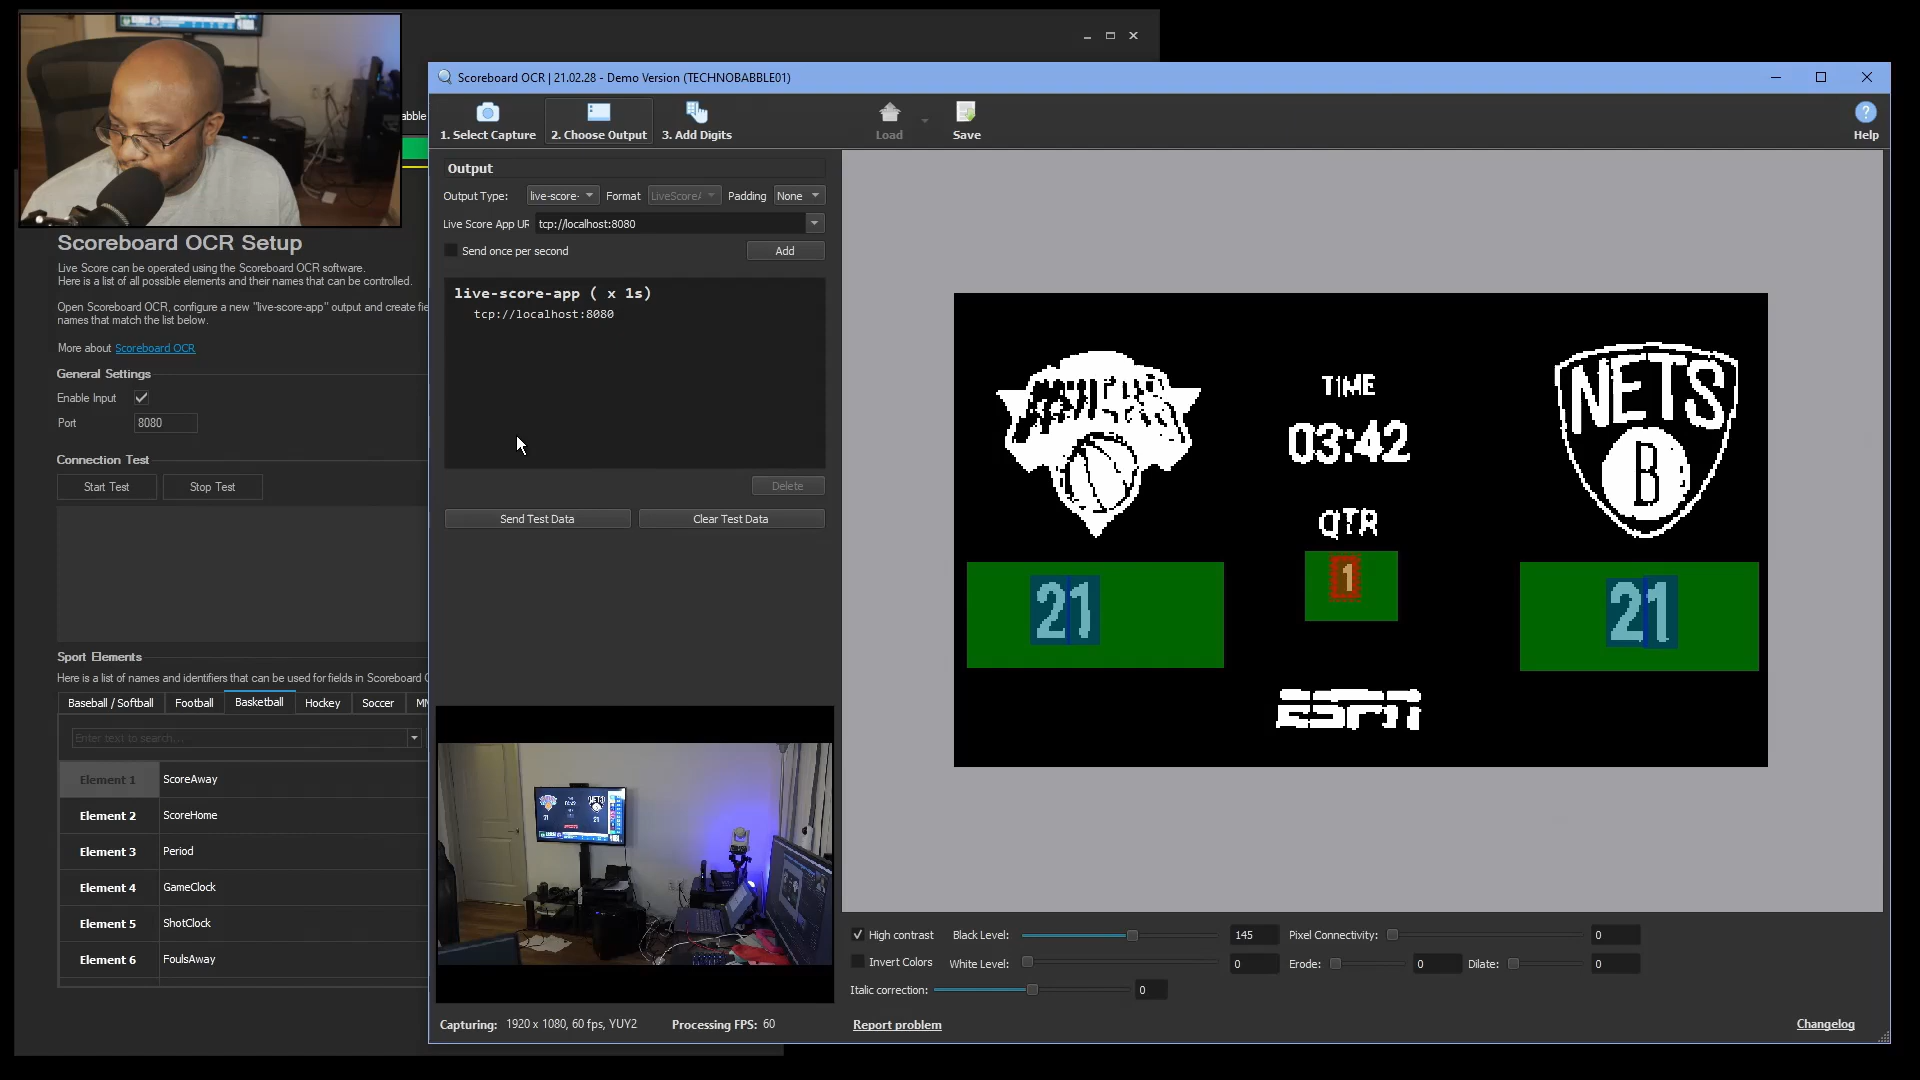 abble
Scoreboard OCR Setup
Live Score can be operated using the Scoreboard OCR software.
Here is a list of all possible elements and their names that can be controlled.
Open Scoreboard OCR, configure a new "live-score-app" output and create fie
names that match the list below.
More about Scoreboard OCR
General Settings
Enable Input
Port 8080
Connection Test
Start Test Stop Test
Sport Elements
Here is a list of names and identifiers that can be used for fields in Scoreboard O
Baseball / Softball Football Basketball Hockey Soccer MM
Enter text to search...
Element 1 ScoreAway
Element 2 ScoreHome
Element 3 Period
Element 4 GameClock
Element 5 ShotClock
Element 6 FoulsAway
Scoreboard OCR | 21.02.28 - Demo Version (TECHNOBABBLE01)
1. Select Capture 2. Choose Output 3. Add Digits Load Save Help
Output
Output Type: live-score- Format LiveScoreA Padding None
Live Score App UR tcp://localhost:8080
Send once per second Add
live-score-app ( x 1s)
tcp://localhost:8080
Delete
Send Test Data Clear Test Data
Capturing: 1920 x 1080, 60 fps, YUY2 Processing FPS: 60
TIME
03:42
NETS
B
QTR
1
21 21
ESPN
High contrast Black Level: 145 Pixel Connectivity: 0
Invert Colors White Level: 0 Erode: 0 Dilate: 0
Italic correction: 0
Report problem Changelog